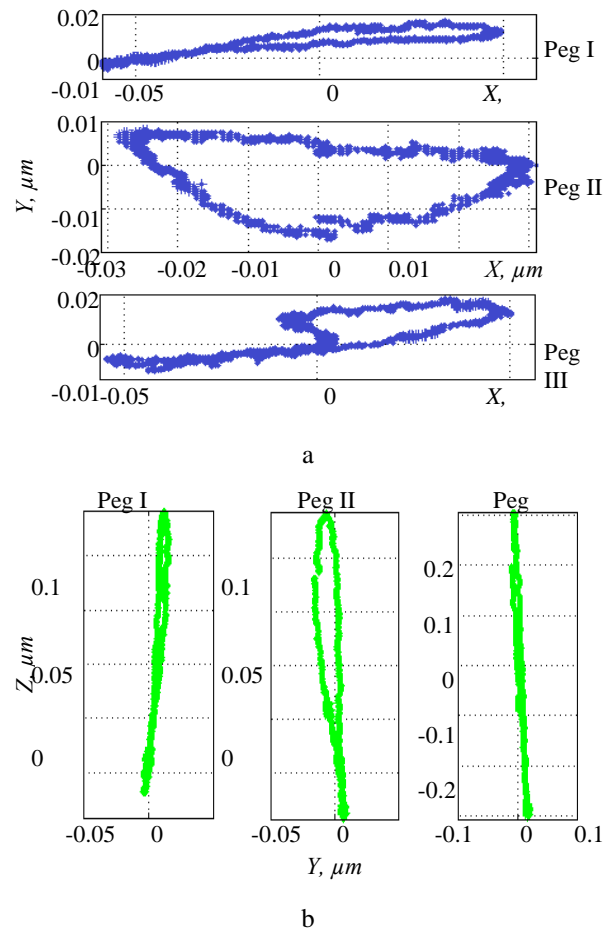 0.02
0
-0.01
-0.05 0 X,
Peg I
0.01
0
-0.01
-0.02
Y, µm
-0.03 -0.02 -0.01 0 0.01 X, µm
Peg II
0.02
0
-0.01
-0.05 0 X,
Peg
III
a
Peg I Peg II Peg
0.1
0.05
0
Z, µm
-0.05 0
0.1
0.05
0
-0.05 0
0.2
0.1
0
-0.1
-0.2
-0.1 0 0.1
Y, µm
b